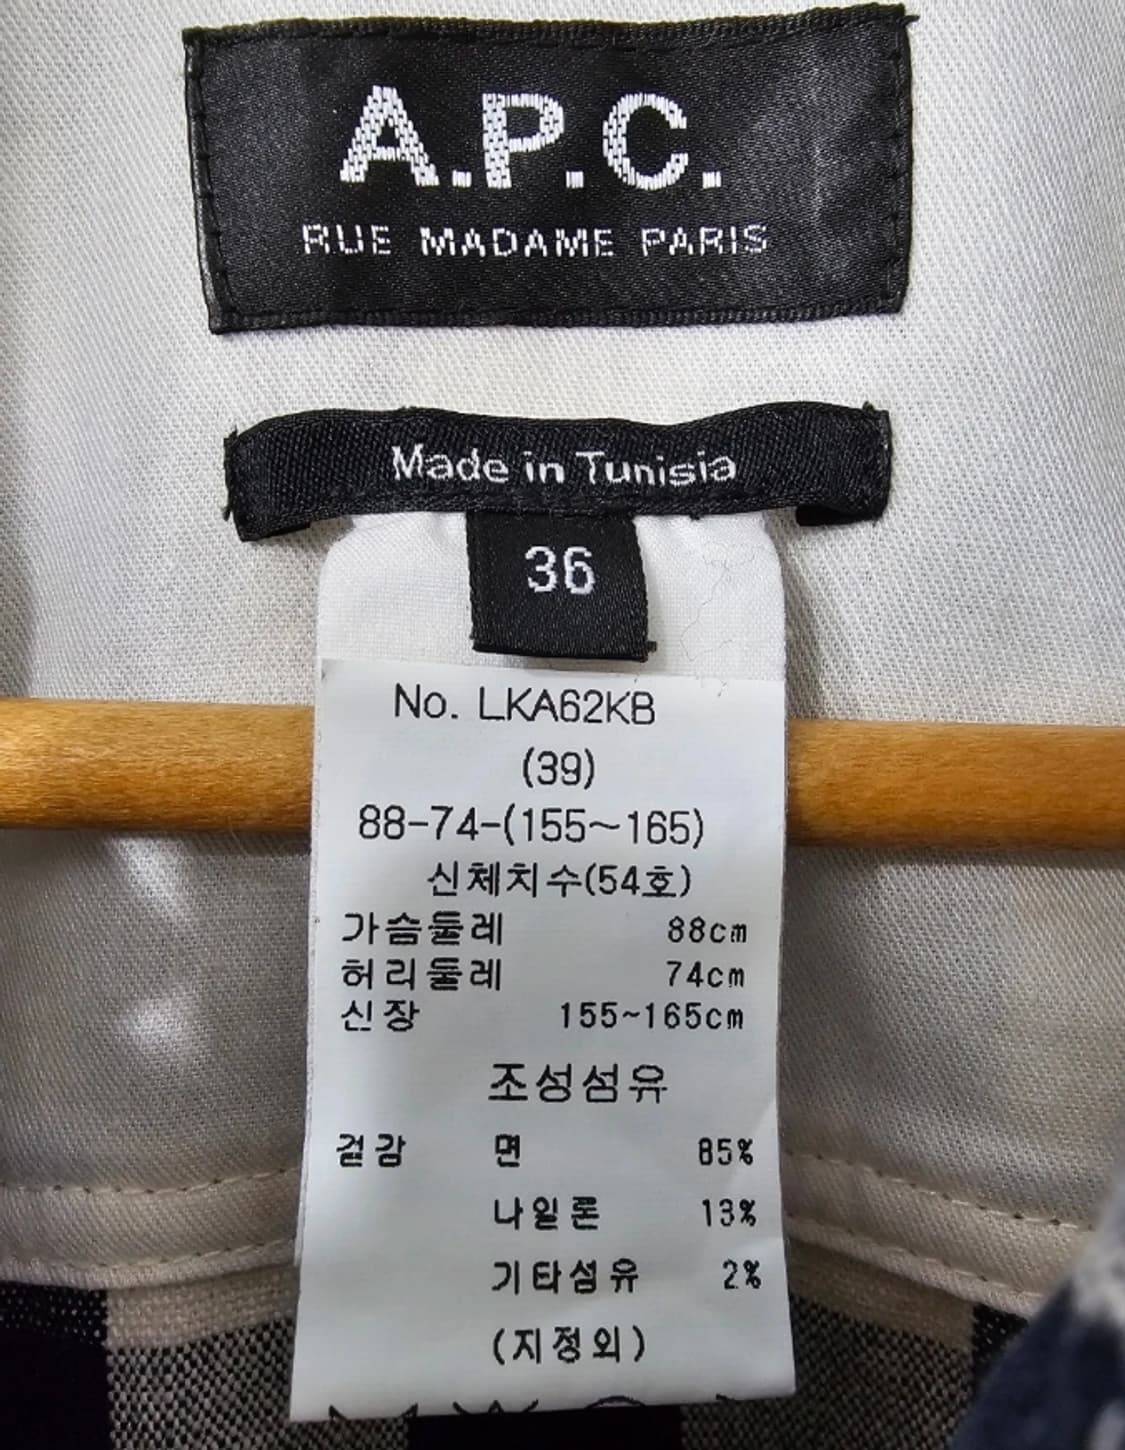 A.P.C.
RUE MADAME PARIS
Made in Tunisia
36
No. LKA62KB
(39)
88-74-(155~165)
신체치수(54호)
가슴둘레 88cm
허리둘레 74cm
신장 155~165cm
조성섬유
겉감 면 85%
나일론 13%
기타섬유 2%
(지정외)